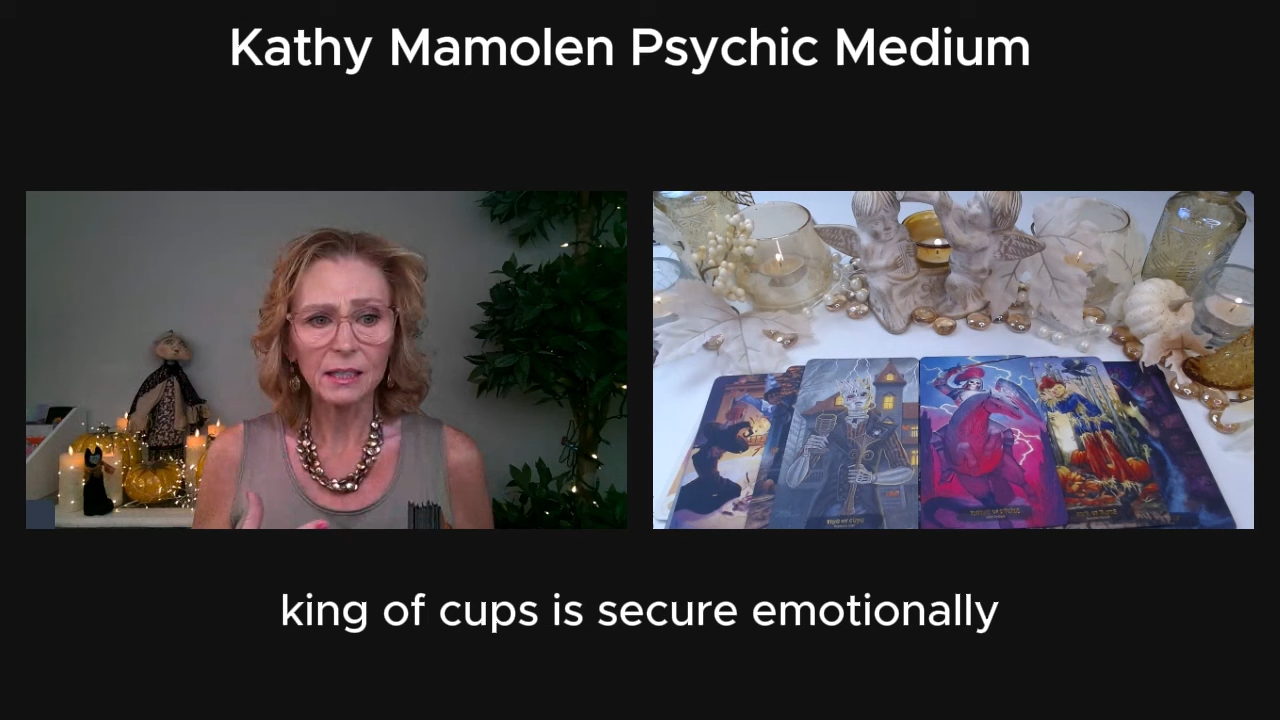 Kathy Mamolen Psychic Medium
king of cups is secure emotionally